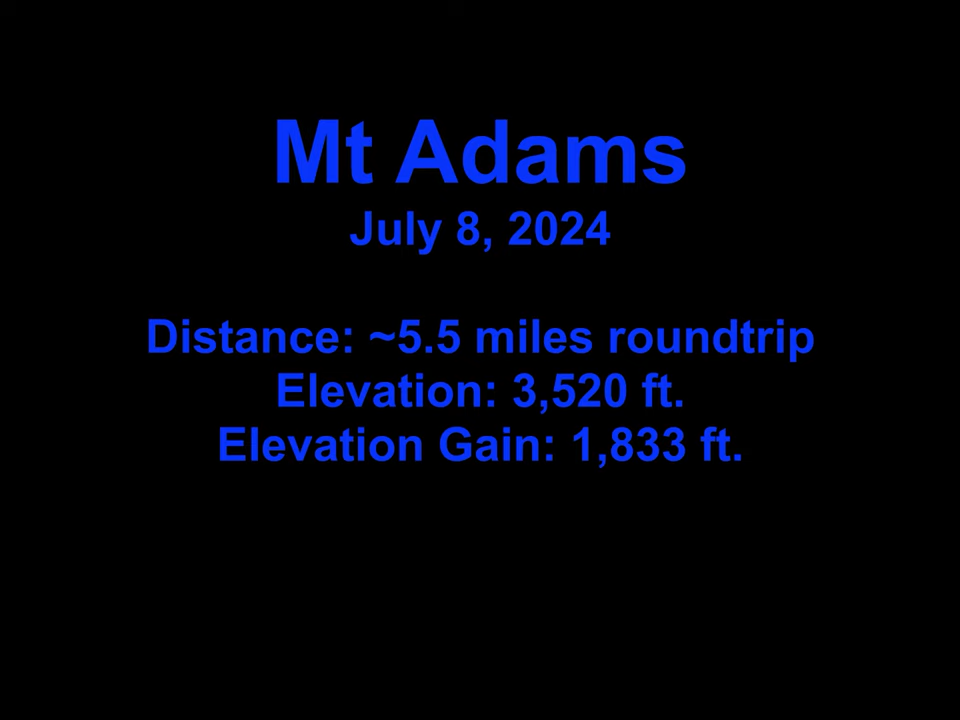 Mt Adams
July 8, 2024
Distance: ~5.5 miles roundtrip
Elevation: 3,520 ft.
Elevation Gain: 1,833 ft.